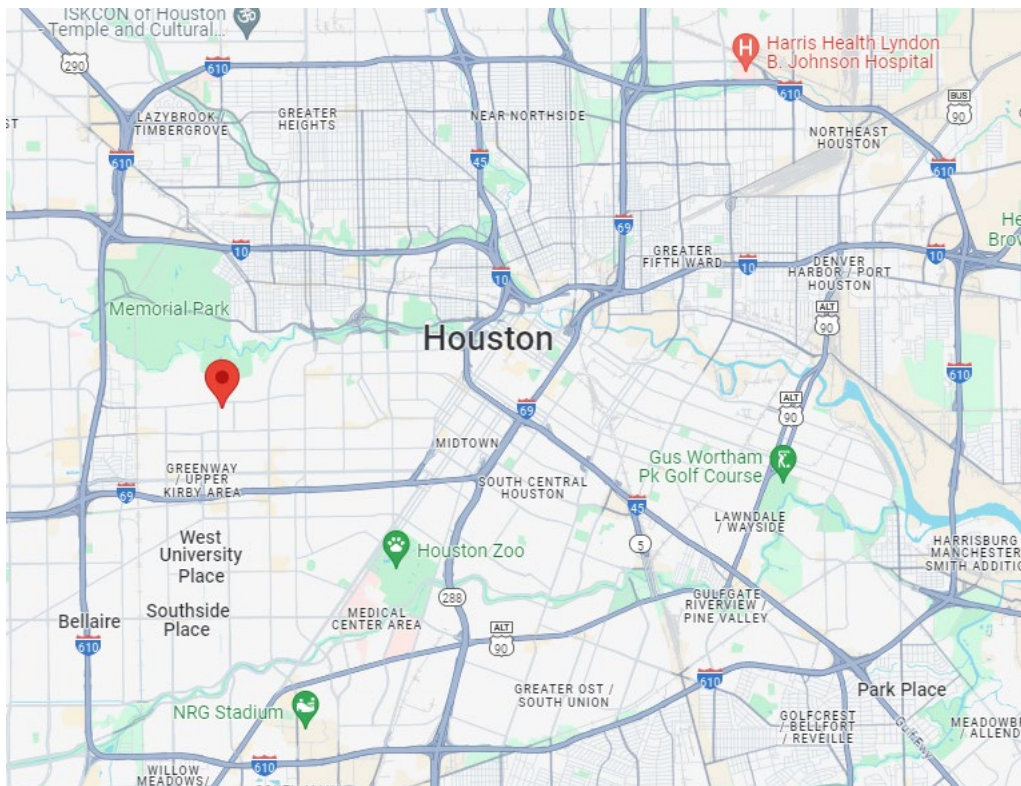 ISKCON of Houston
- Temple and Cultural...
290
610
Harris Health Lyndon
B. Johnson Hospital
610
BUS
90
LAZYBROOK /
TIMBERGROVE
GREATER
HEIGHTS
NEAR NORTHSIDE
NORTHEAST
HOUSTON
ST
610
45
610
69
He
Brow
10
GREATER
FIFTH WARD
10
10
DENVER
HARBOR / PORT
HOUSTON
10
Memorial Park
ALT
90
Houston
610
69
ALT
90
MIDTOWN
GREENWAY
/ UPPER
KIRBY AREA
69
SOUTH CENTRAL
HOUSTON
Gus Wortham
Pk Golf Course
45
LAWNDALE
/ WAYSIDE
West
University
Place
Houston Zoo
5
HARRISBURG /
MANCHESTER
SMITH ADDITIO
288
Bellaire
Southside
Place
MEDICAL
CENTER AREA
GULFGATE
RIVERVIEW /
PINE VALLEY
610
ALT
90
610
GREATER OST /
SOUTH UNION
Park Place
NRG Stadium
GOLFCREST
/ BELLFORT
/ REVEILLE
Gulf Fwy
MEADOWBR
/ ALLEND
610
WILLOW
MEADOWS/